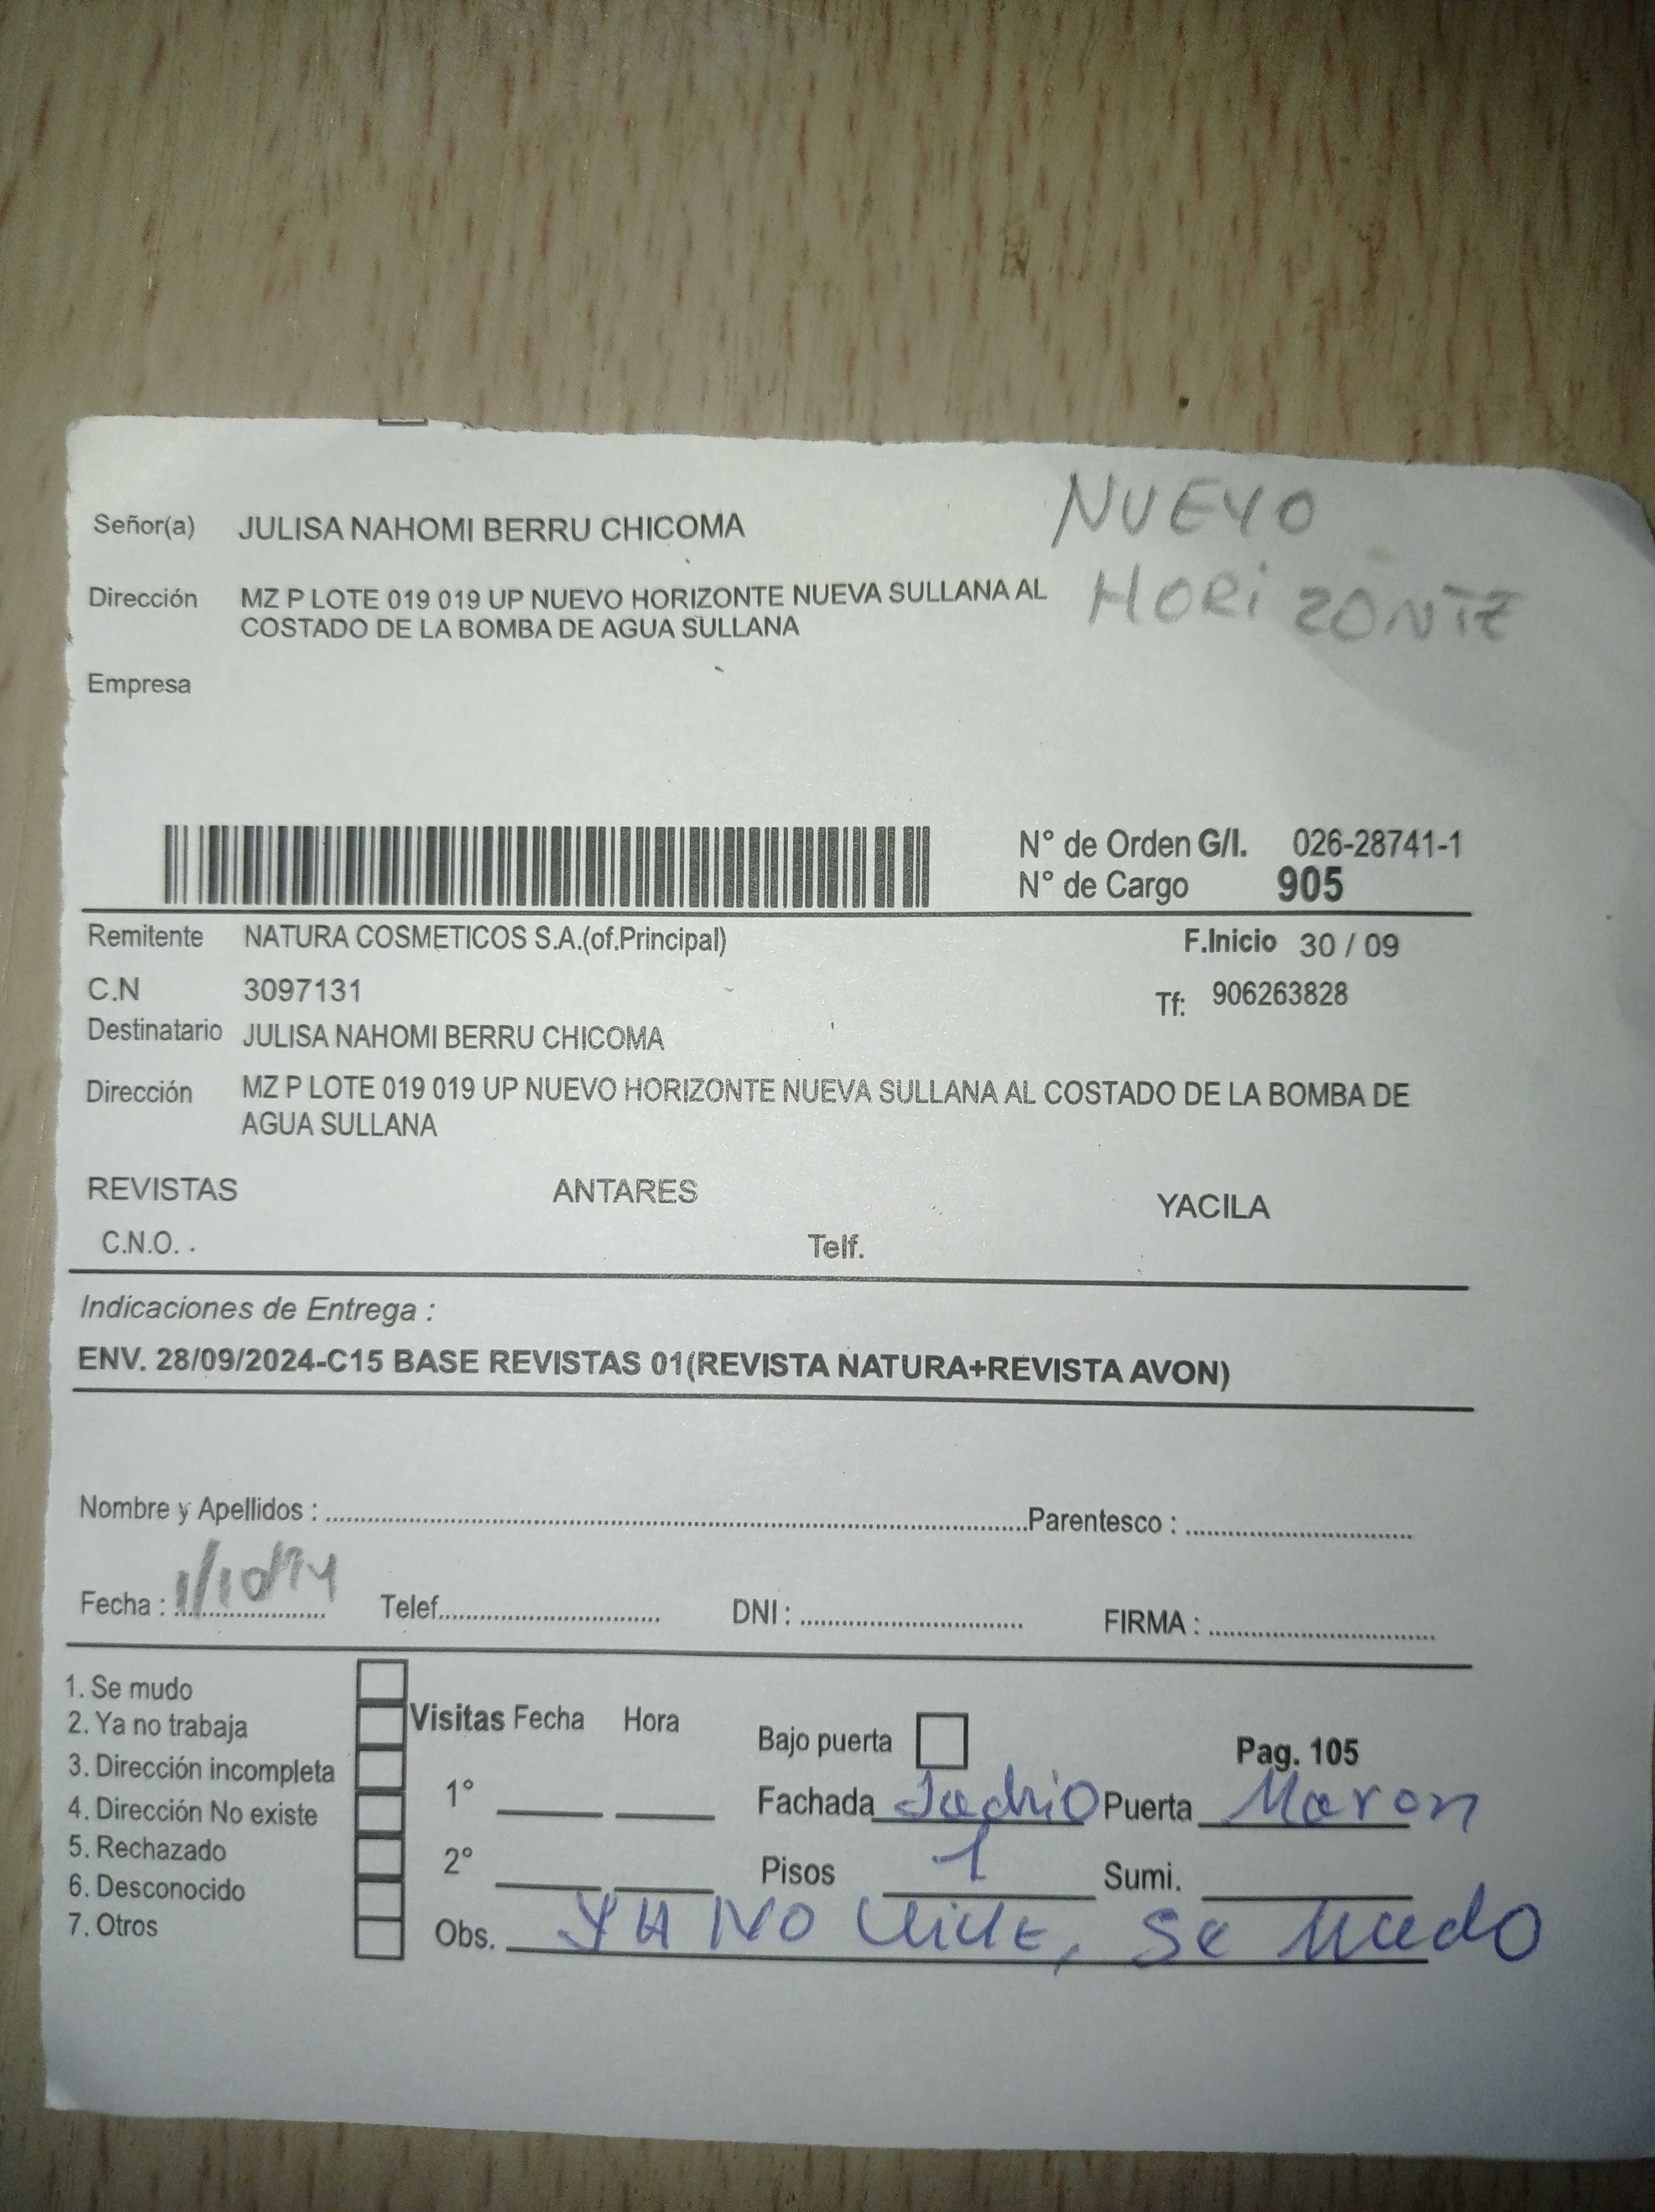 Señor(a) JULISA NAHOMI BERRU CHICOMA
NUEVO
HORIZONTE
Dirección MZ P LOTE 019 019 UP NUEVO HORIZONTE NUEVA SULLANA AL
COSTADO DE LA BOMBA DE AGUA SULLANA
Empresa
N° de Orden G/I. 026-28741-1
N° de Cargo 905
Remitente NATURA COSMETICOS S.A.(of.Principal) F.Inicio 30 / 09
C.N 3097131 Tf: 906263828
Destinatario JULISA NAHOMI BERRU CHICOMA
Dirección MZ P LOTE 019 019 UP NUEVO HORIZONTE NUEVA SULLANA AL COSTADO DE LA BOMBA DE
AGUA SULLANA
REVISTAS ANTARES YACILA
C.N.O. . Telf.
Indicaciones de Entrega :
ENV. 28/09/2024-C15 BASE REVISTAS 01(REVISTA NATURA+REVISTA AVON)
Nombre y Apellidos : Parentesco :
Fecha : Telef. DNI : FIRMA :
1. Se mudo
2. Ya no trabaja
3. Dirección incompleta
4. Dirección No existe
5. Rechazado
6. Desconocido
7. Otros
Visitas Fecha Hora
1°
2°
Bajo puerta Pag. 105
Fachada Ladrio Puerta Maron
Pisos 1 Sumi.
Obs. YA NO ViVE, Se Mudo